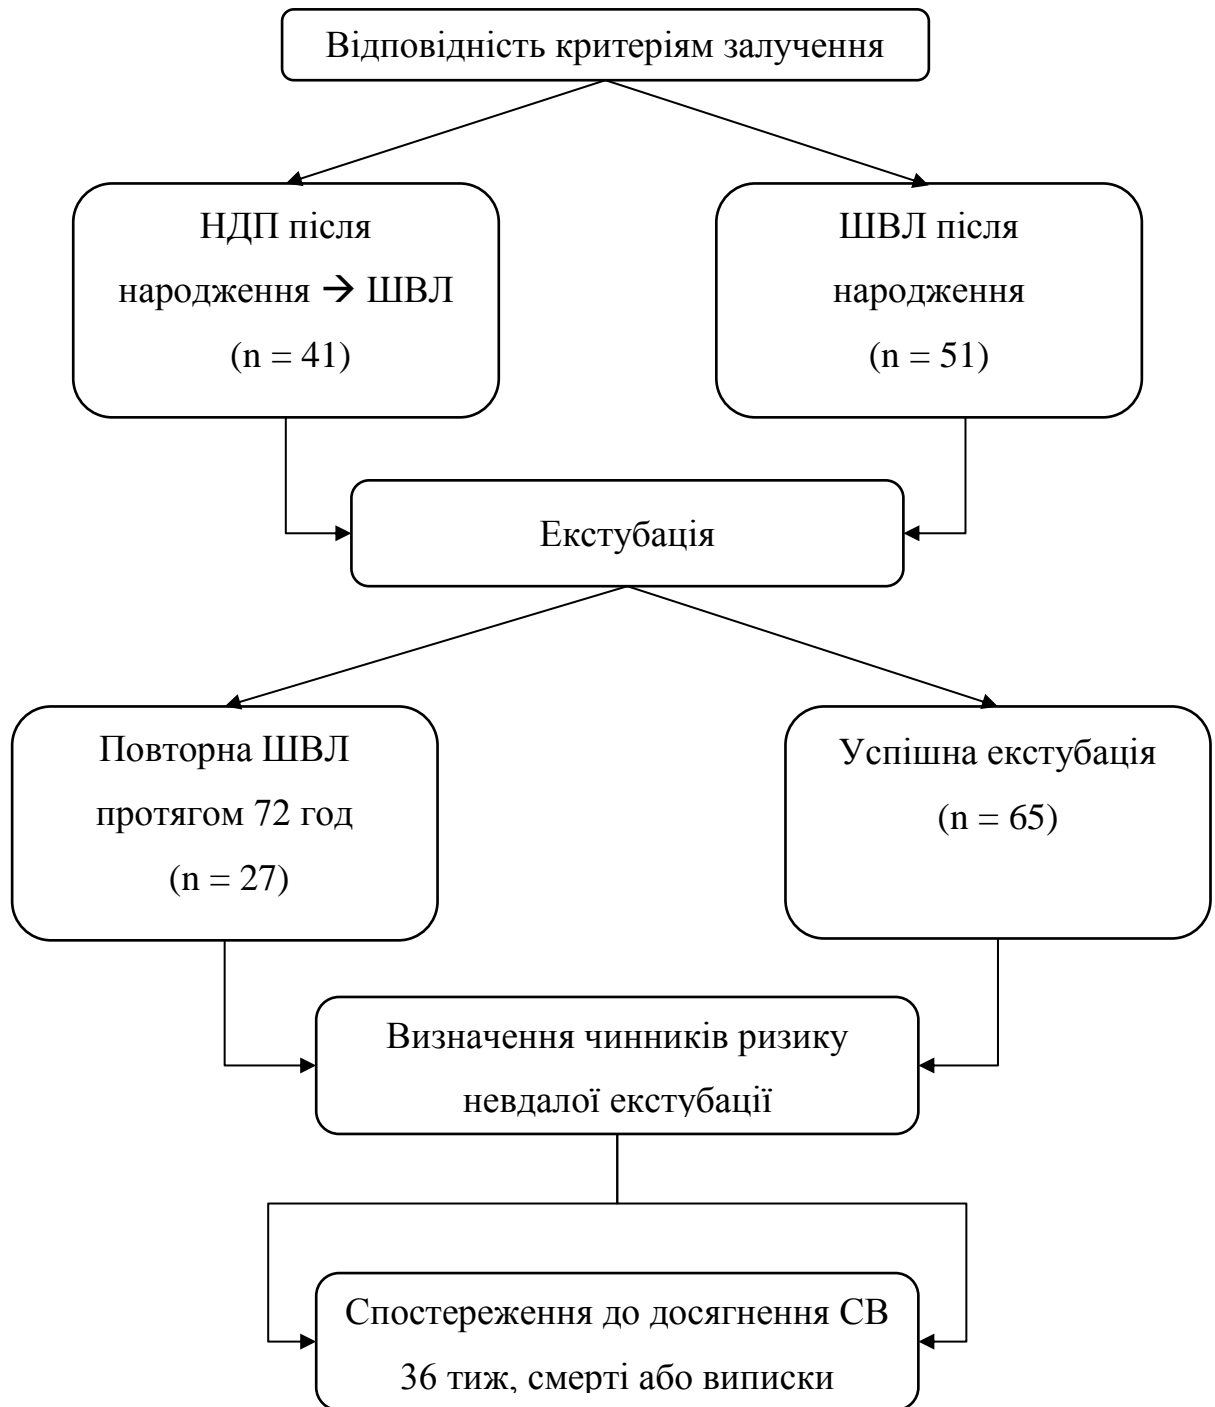 Відповідність критеріям залучення
НДП після
народження → ШВЛ
(n = 41)
ШВЛ після
народження
(n = 51)
Екстубація
Повторна ШВЛ
протягом 72 год
(n = 27)
Успішна екстубація
(n = 65)
Визначення чинників ризику
невдалої екстубації
Спостереження до досягнення СВ
36 тиж, смерті або виписки